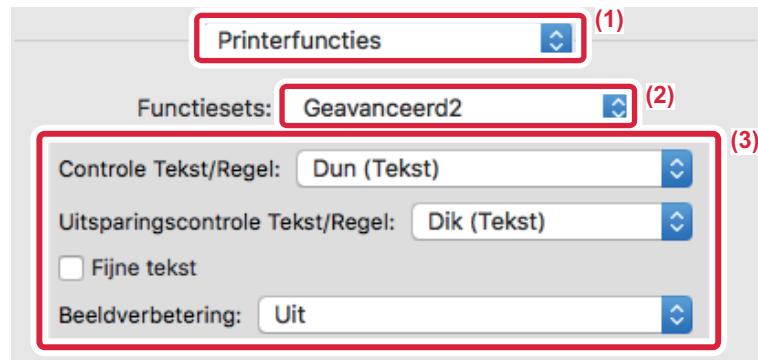 Printerfuncties (1)
Functiesets: Geavanceerd2 (2)
(3)
Controle Tekst/Regel: Dun (Tekst)
Uitsparingscontrole Tekst/Regel: Dik (Tekst)
Fijne tekst
Beeldverbetering: Uit